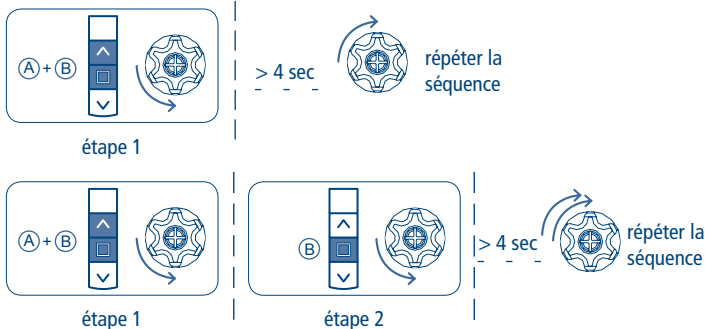 A + B
> 4 sec
répéter la
séquence
étape 1
A + B
B
> 4 sec
répéter la
séquence
étape 1
étape 2